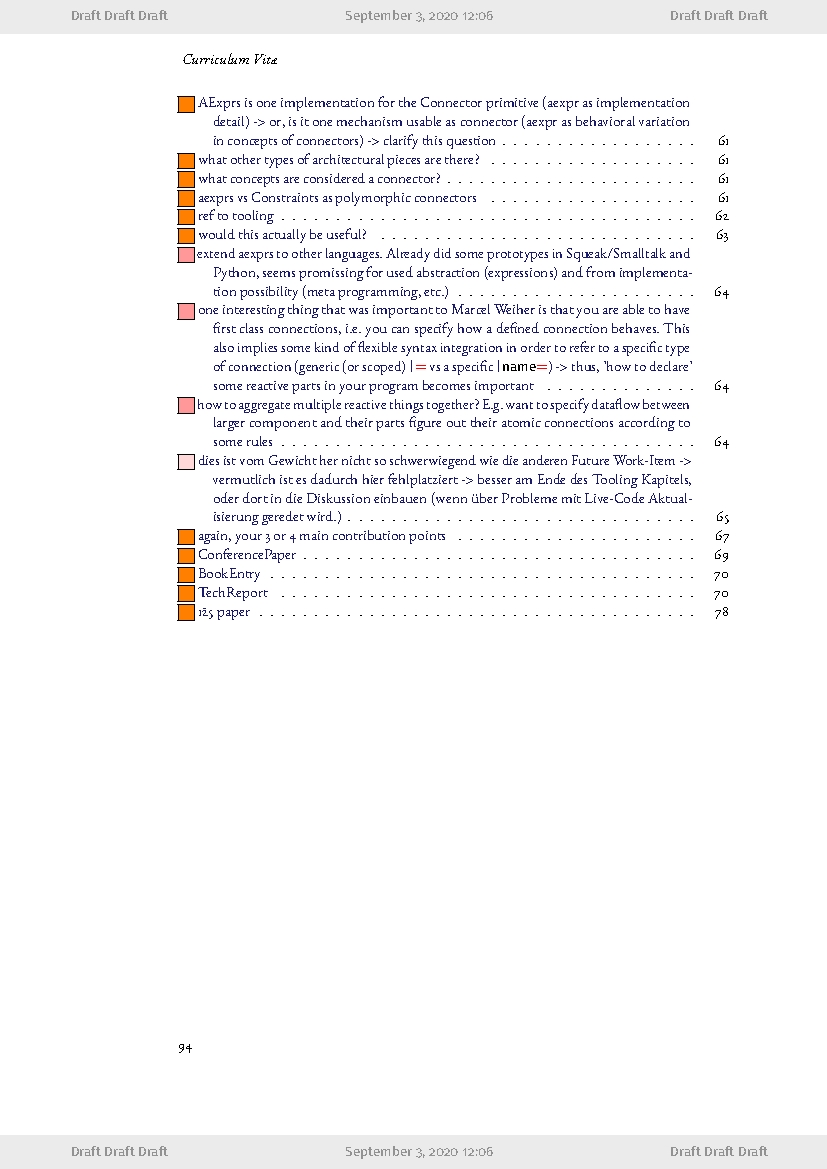 Draft Draft Draft September 3, 2020 12:06 Draft Draft Draft
Curriculum Vitæ
AExprs is one implementation for the Connector primitive (aexpr as implementation
detail) -> or, is it one mechanism usable as connector (aexpr as behavioral variation
in concepts of connectors) -> clarify this question . . . . . . . . . . . . . . . . . . 61
what other types of architectural pieces are there? . . . . . . . . . . . . . . . . . . . 61
what concepts are considered a connector? . . . . . . . . . . . . . . . . . . . . . . . 61
aexprs vs Constraints as polymorphic connectors . . . . . . . . . . . . . . . . . . . 61
ref to tooling . . . . . . . . . . . . . . . . . . . . . . . . . . . . . . . . . . . . . . 62
would this actually be useful? . . . . . . . . . . . . . . . . . . . . . . . . . . . . . 63
extend aexprs to other languages. Already did some prototypes in Squeak/Smalltalk and
Python, seems promissing for used abstraction (expressions) and from implementa-
tion possibility (meta programming, etc.) . . . . . . . . . . . . . . . . . . . . . . 64
one interesting thing that was important to Marcel Weiher is that you are able to have
first class connections, i.e. you can specify how a defined connection behaves. This
also implies some kind of flexible syntax integration in order to refer to a specific type
of connection (generic (or scoped) |= vs a specific |name=) -> thus, 'how to declare'
some reactive parts in your program becomes important . . . . . . . . . . . . . . 64
how to aggregate multiple reactive things together? E.g. want to specify dataflow between
larger component and their parts figure out their atomic connections according to
some rules . . . . . . . . . . . . . . . . . . . . . . . . . . . . . . . . . . . . . . 64
dies ist vom Gewicht her nicht so schwerwiegend wie die anderen Future Work-Item ->
vermutlich ist es dadurch hier fehlplatziert -> besser am Ende des Tooling Kapitels,
oder dort in die Diskussion einbauen (wenn über Probleme mit Live-Code Aktual-
isierung geredet wird.) . . . . . . . . . . . . . . . . . . . . . . . . . . . . . . . . 65
again, your 3 or 4 main contribution points . . . . . . . . . . . . . . . . . . . . . . 67
ConferencePaper . . . . . . . . . . . . . . . . . . . . . . . . . . . . . . . . . . . . 69
BookEntry . . . . . . . . . . . . . . . . . . . . . . . . . . . . . . . . . . . . . . . 70
TechReport . . . . . . . . . . . . . . . . . . . . . . . . . . . . . . . . . . . . . . 70
125 paper . . . . . . . . . . . . . . . . . . . . . . . . . . . . . . . . . . . . . . . . 78
94
Draft Draft Draft September 3, 2020 12:06 Draft Draft Draft